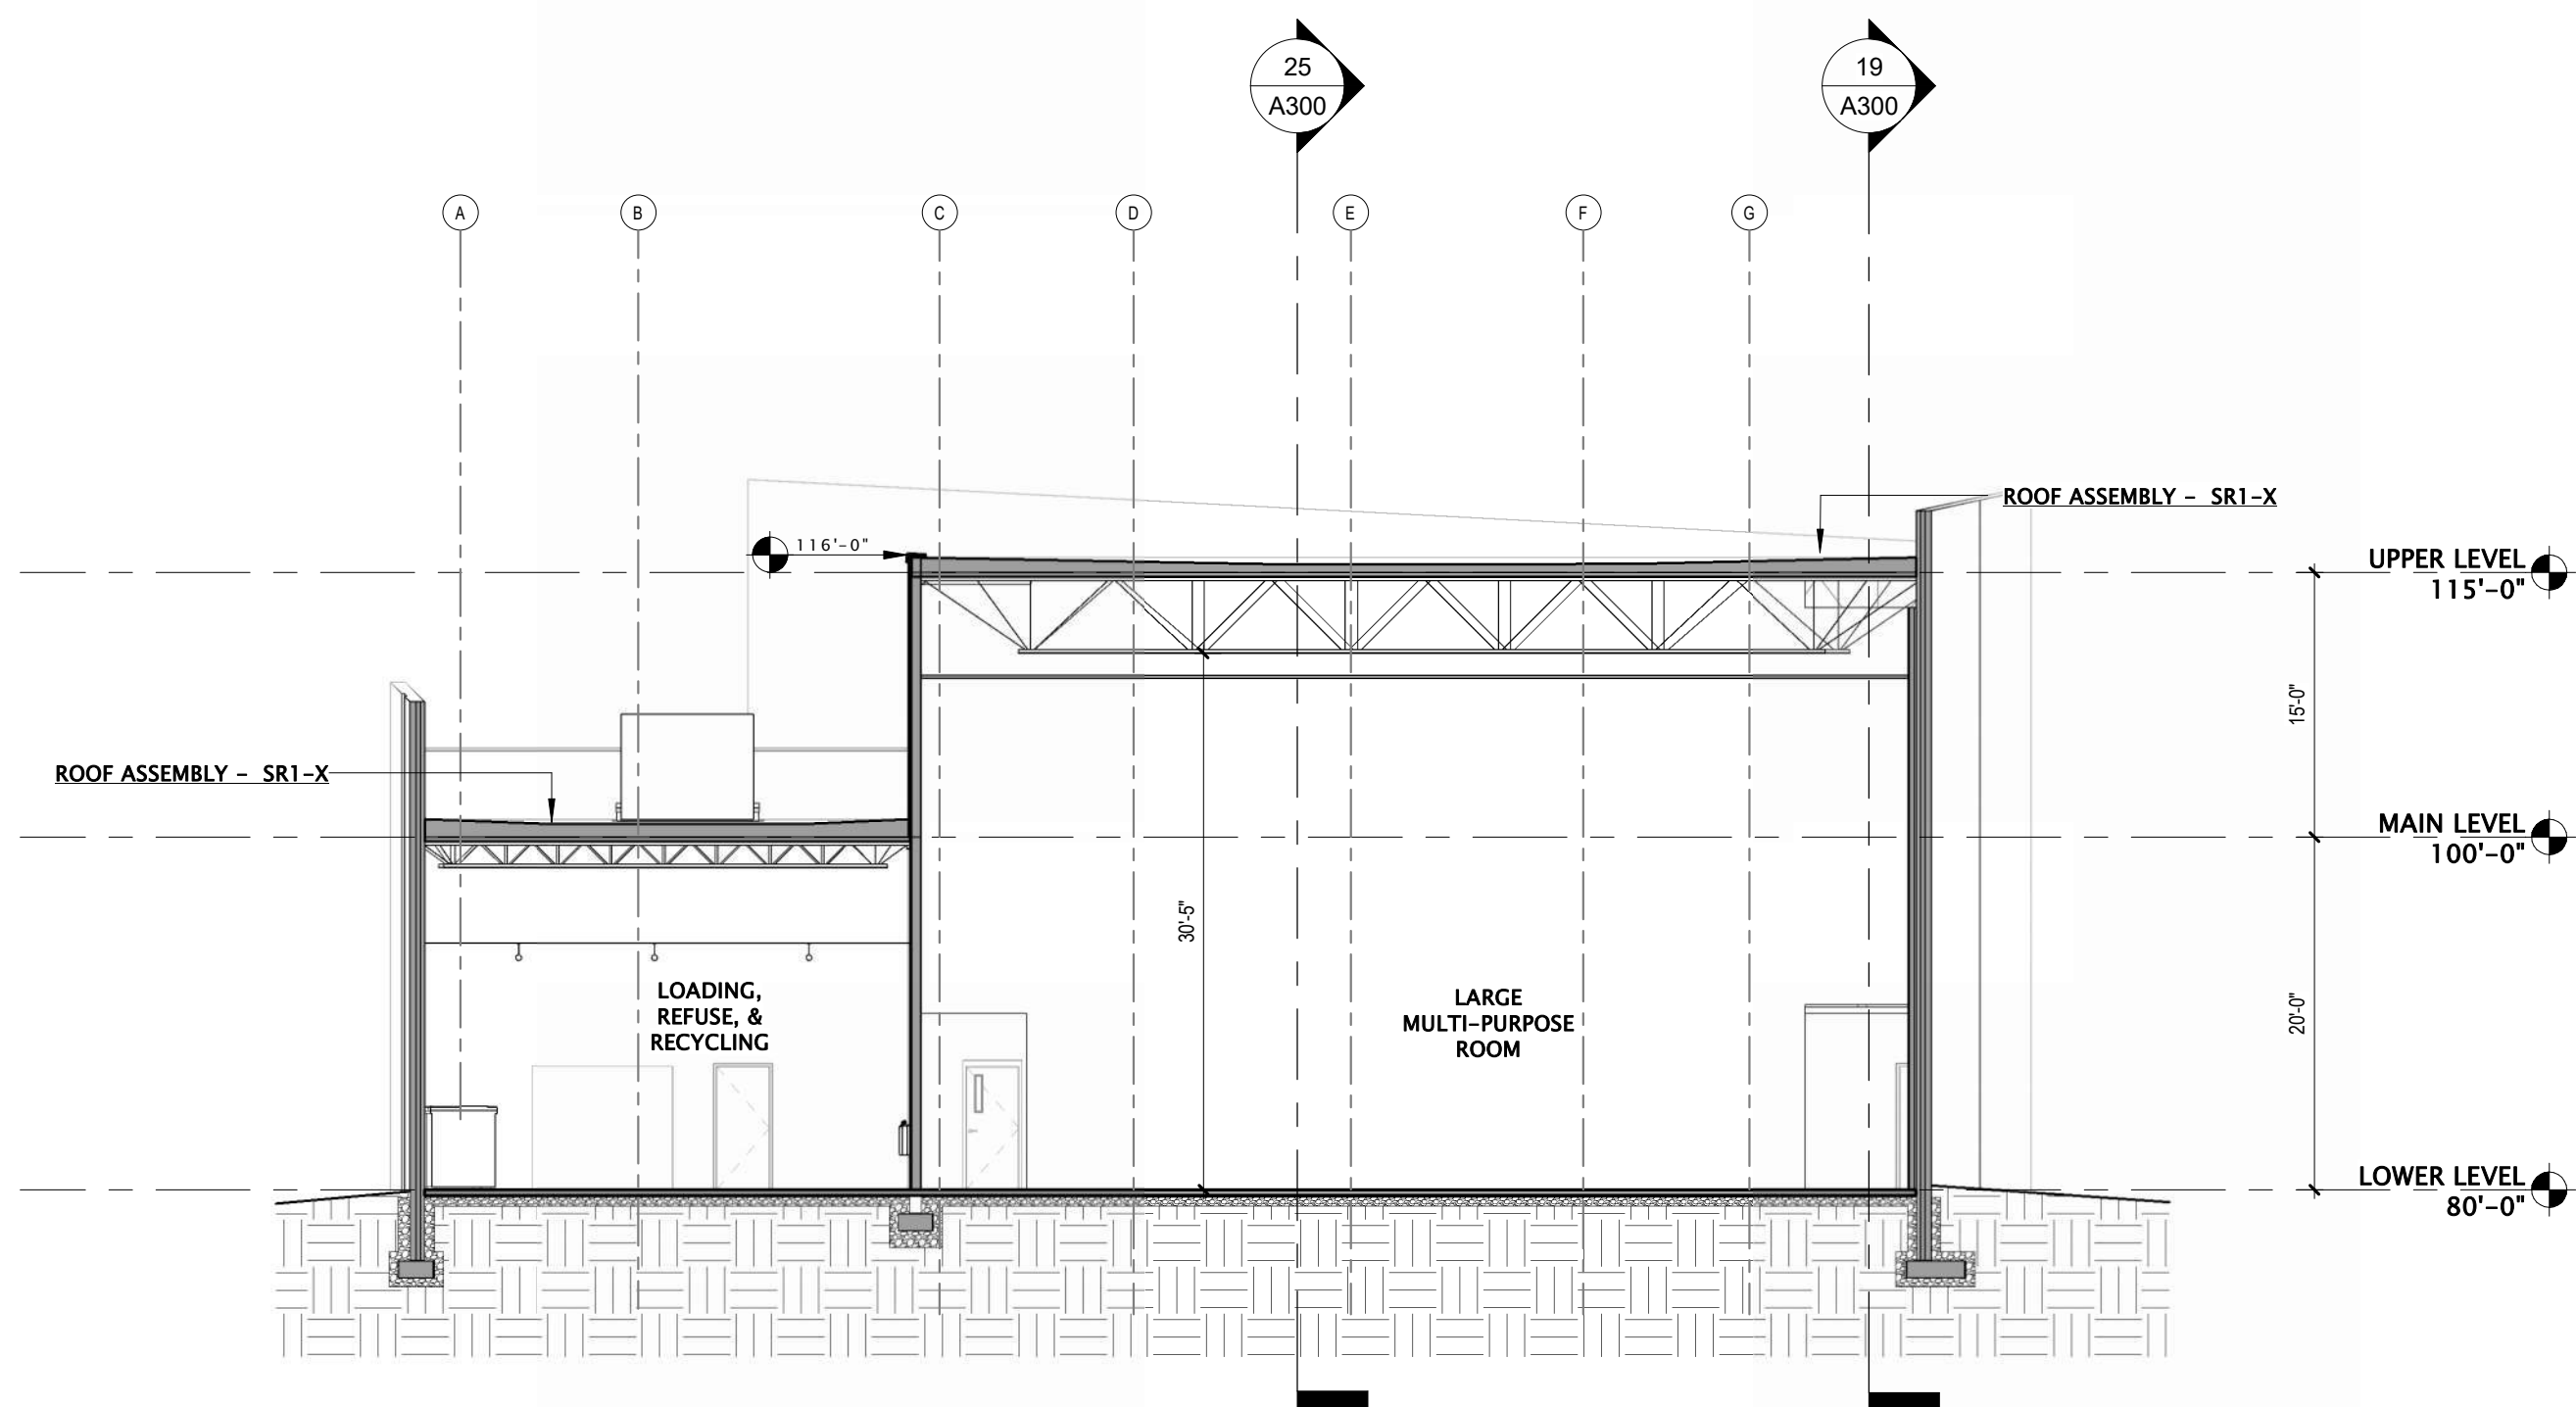 25
A300
19
A300
A
B
C
D
E
F
G
ROOF ASSEMBLY - SR1-X
116'-0"
UPPER LEVEL
115'-0"
15'-0"
ROOF ASSEMBLY - SR1-X
MAIN LEVEL
100'-0"
30'-5"
LOADING,
REFUSE, &
RECYCLING
LARGE
MULTI-PURPOSE
ROOM
20'-0"
LOWER LEVEL
80'-0"